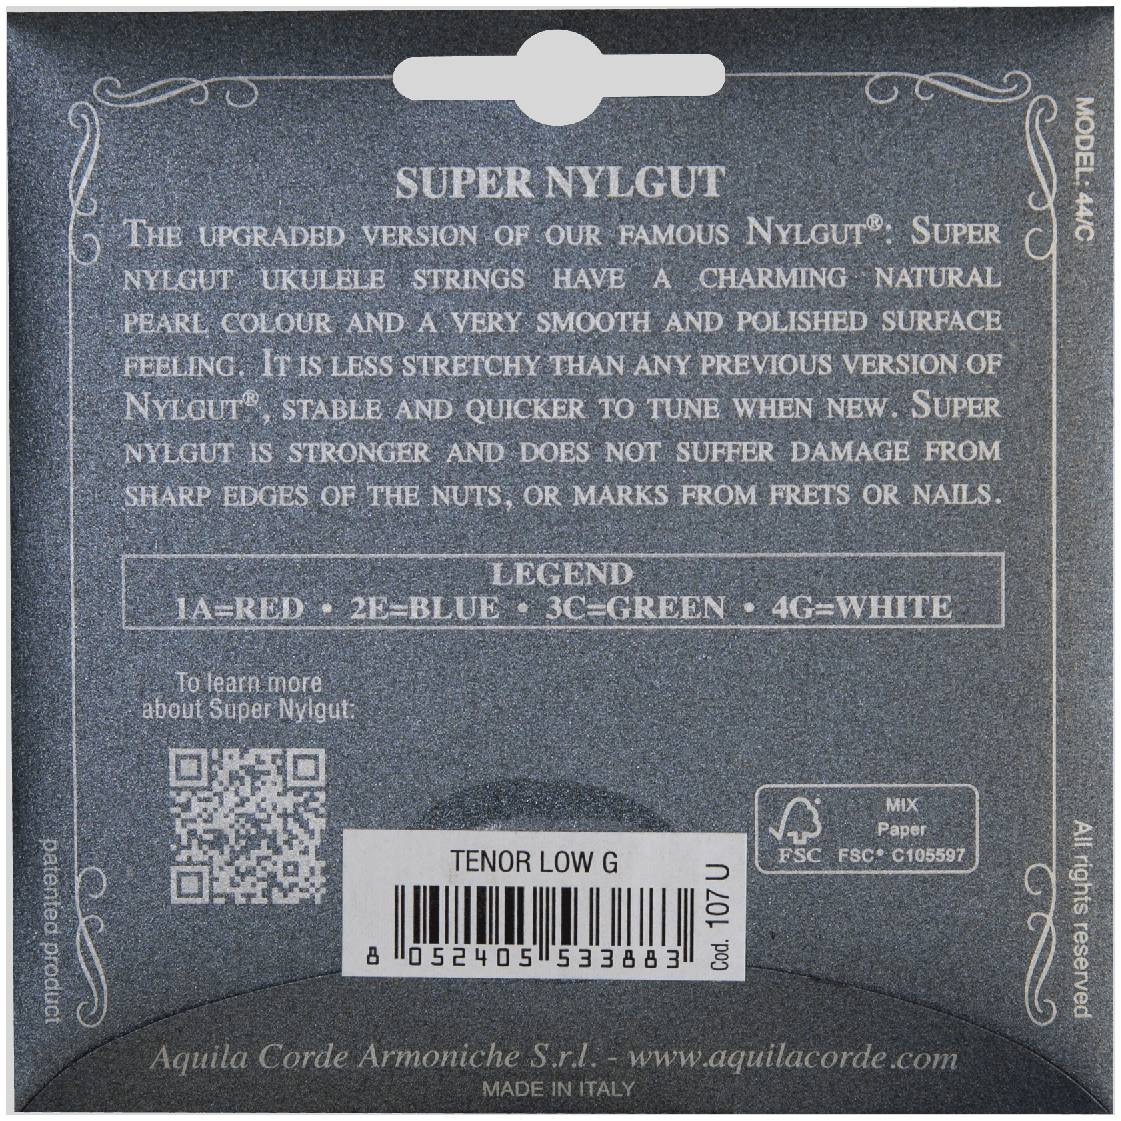 SUPER NYLGUT
THE UPGRADED VERSION OF OUR FAMOUS NYLGUT®: SUPER
NYLGUT UKULELE STRINGS HAVE A CHARMING NATURAL
PEARL COLOUR AND A VERY SMOOTH AND POLISHED SURFACE
FEELING. IT IS LESS STRETCHY THAN ANY PREVIOUS VERSION OF
NYLGUT®, STABLE AND QUICKER TO TUNE WHEN NEW. SUPER
NYLGUT IS STRONGER AND DOES NOT SUFFER DAMAGE FROM
SHARP EDGES OF THE NUTS, OR MARKS FROM FRETS OR NAILS.
LEGEND
1A=RED • 2E=BLUE • 3C=GREEN • 4G=WHITE
To learn more
about Super Nylgut:
MIX
Paper
FSC FSC® C105597
TENOR LOW G
8 052405 533883
Cod. 107 U
Aquila Corde Armoniche S.r.l. - www.aquilacorde.com
MADE IN ITALY
patented product
MODEL: 44/C
All rights reserved